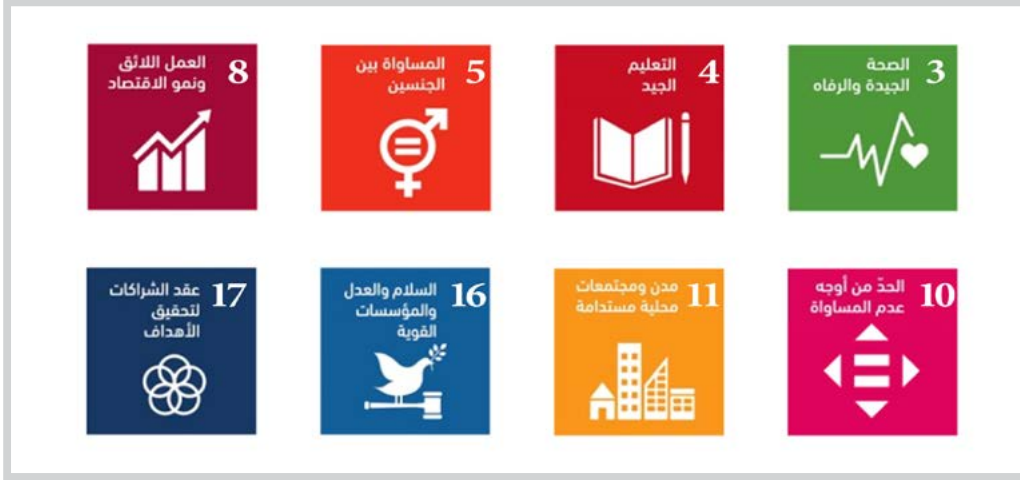 3 الصحة
الجيدة والرفاه
4 التعليم
الجيد
5 المساواة بين
الجنسين
8 العمل اللائق
ونمو الاقتصاد
10 الحدّ من أوجه
عدم المساواة
11 مدن ومجتمعات
محلية مستدامة
16 السلام والعدل
والمؤسسات
القوية
17 عقد الشراكات
لتحقيق
الأهداف